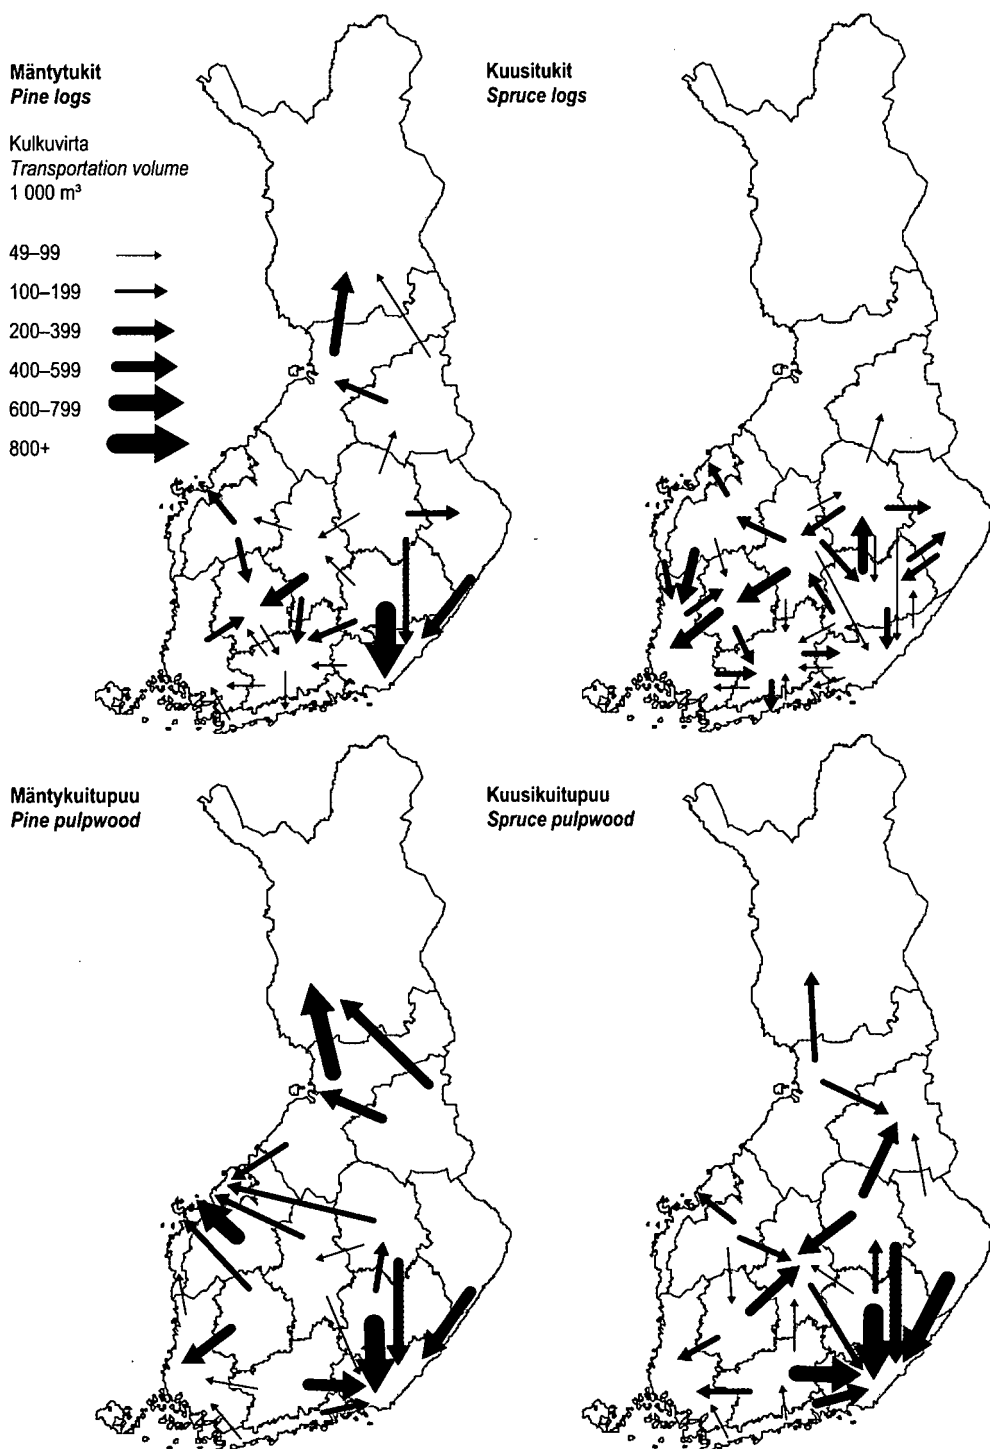 Mäntytukit
Pine logs
Kulkuvirta
Transportation volume
1 000 m³
49–99
100–199
200–399
400–599
600–799
800+
Kuusitukit
Spruce logs
Mäntykuitupuu
Pine pulpwood
Kuusikuitupuu
Spruce pulpwood